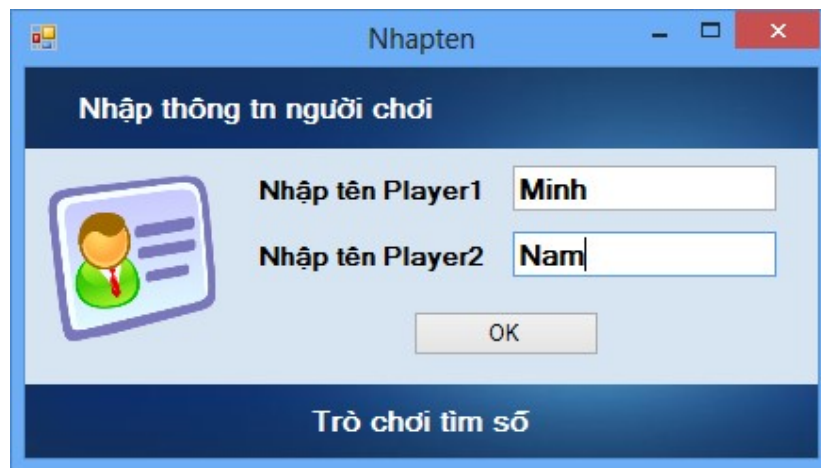 Nhapten
Nhập thông tn người chơi
Nhập tên Player1 Minh
Nhập tên Player2 Nam
OK
Trò chơi tìm số